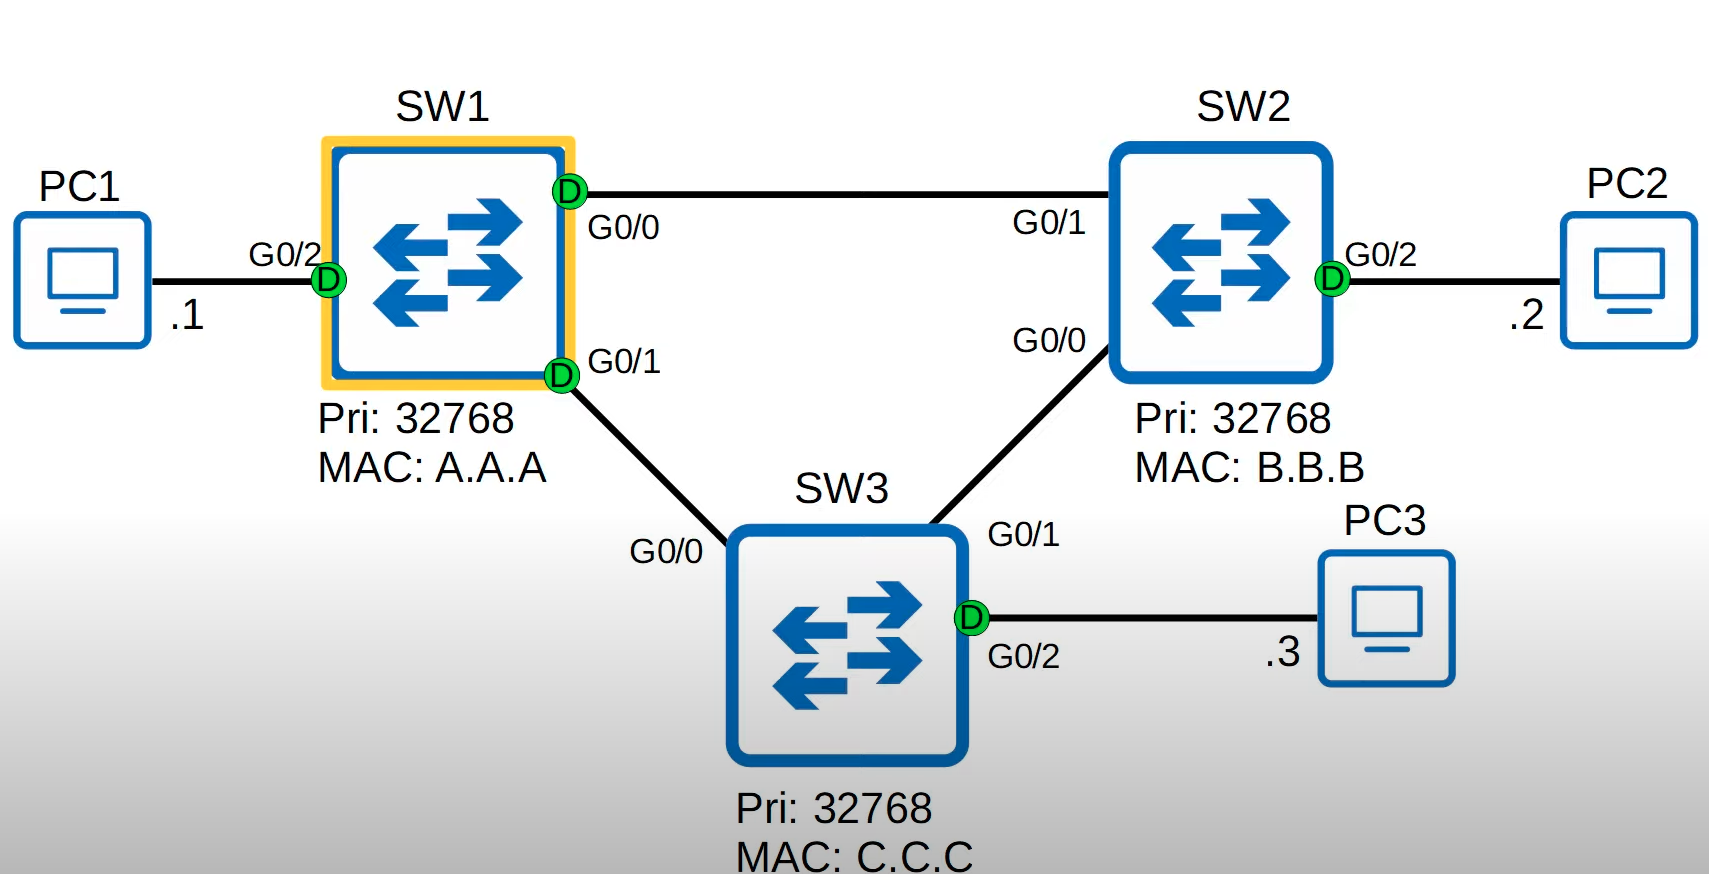 SW1
SW2
PC1
PC2
D
G0/0
G0/1
G0/2
D
D
G0/2
.1
.2
G0/1
D
G0/0
Pri: 32768
MAC: A.A.A
Pri: 32768
MAC: B.B.B
SW3
PC3
G0/0
G0/1
D
G0/2
.3
Pri: 32768
MAC: C.C.C